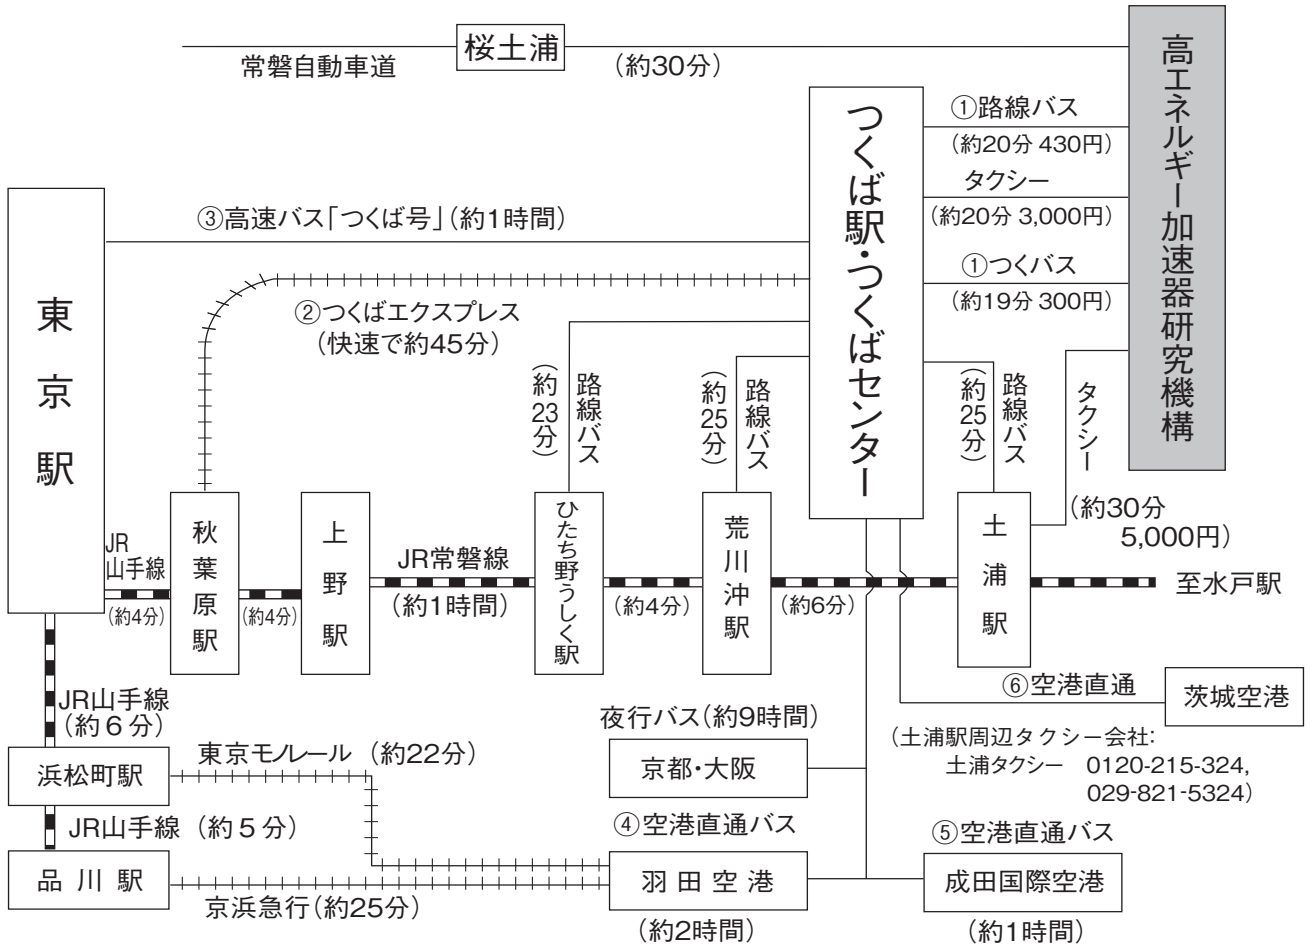 常磐自動車道
桜土浦
(約30分)
高エネルギー加速器研究機構
つくば駅・つくばセンター
①路線バス
(約20分 430円)
タクシー
(約20分 3,000円)
①つくバス
(約19分 300円)
東京駅
③高速バス「つくば号」(約1時間)
②つくばエクスプレス
(快速で約45分)
路線バス
(約23分)
路線バス
(約25分)
路線バス
(約25分)
タクシー
(約30分
5,000円)
JR
山手線
(約4分)
秋葉原駅
(約4分)
上野駅
JR常磐線
(約1時間)
ひたち野うしく駅
(約4分)
荒川沖駅
(約6分)
土浦駅
至水戸駅
JR山手線
(約6分)
⑥空港直通
茨城空港
夜行バス(約9時間)
京都・大阪
(土浦駅周辺タクシー会社:
土浦タクシー 0120-215-324,
029-821-5324)
浜松町駅
東京モノレール (約22分)
JR山手線 (約5分)
④空港直通バス
⑤空港直通バス
品川駅
羽田空港
成田国際空港
京浜急行(約25分)
(約2時間)
(約1時間)